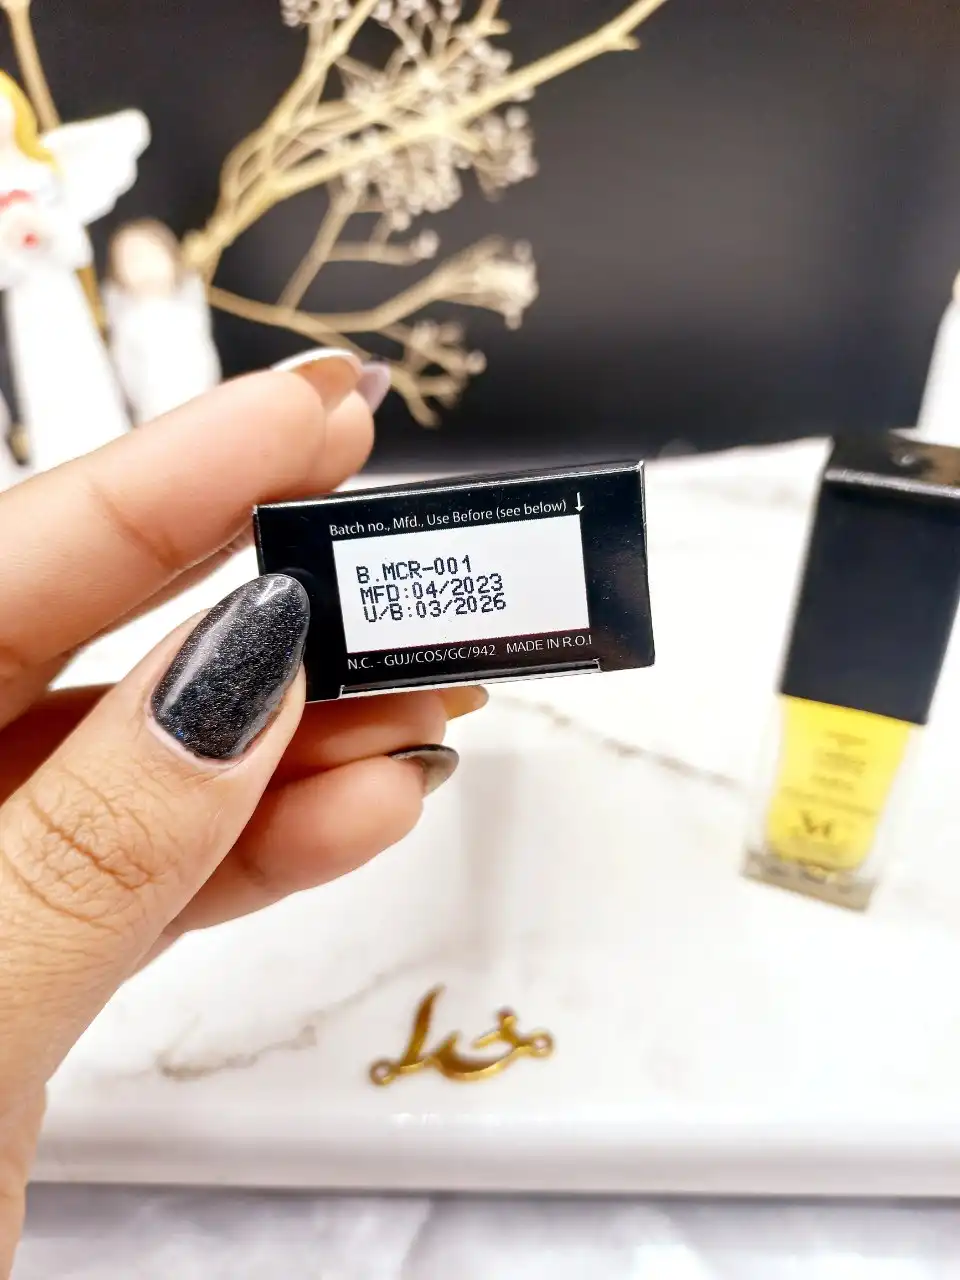 Batch no., Mfd., Use Before (see below) ↓
B.MCR-001
MFD:04/2023
U/B:03/2026
N.C. - GUJ/COS/GC/942 MADE IN R.O.I